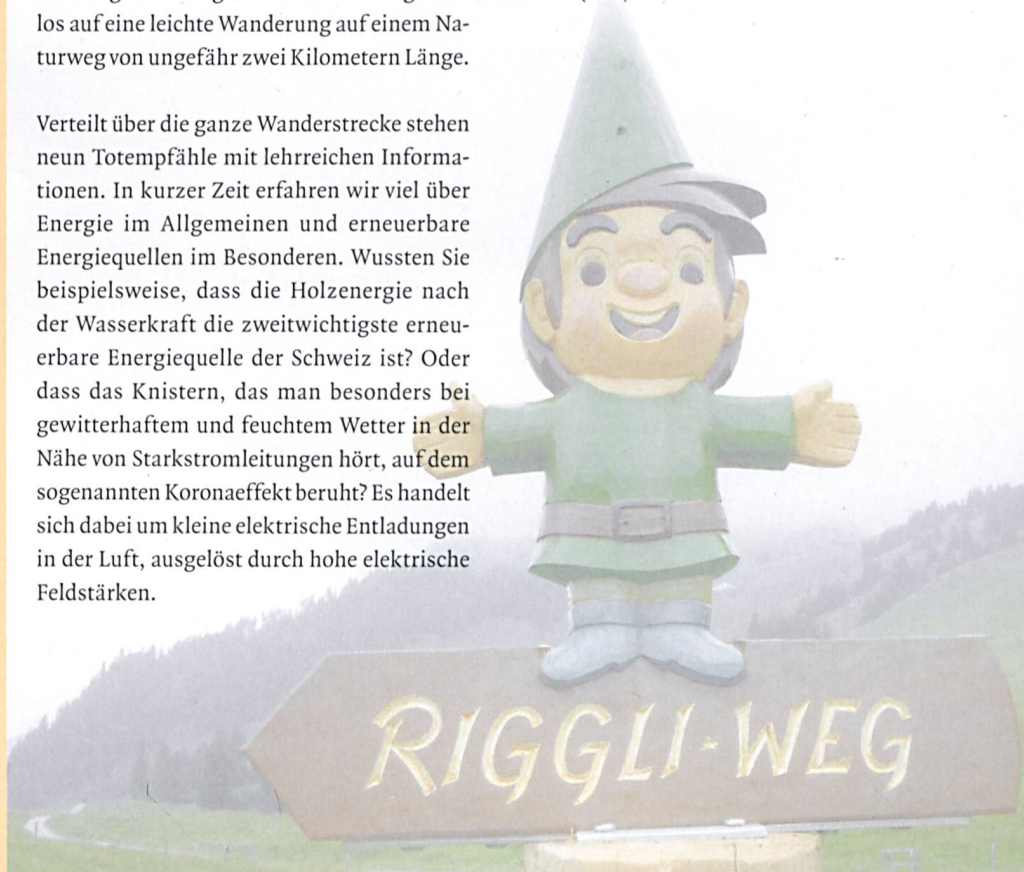 los auf eine leichte Wanderung auf einem Na-
turweg von ungefähr zwei Kilometern Länge.
Verteilt über die ganze Wanderstrecke stehen
neun Totempfähle mit lehrreichen Informa-
tionen. In kurzer Zeit erfahren wir viel über
Energie im Allgemeinen und erneuerbare
Energiequellen im Besonderen. Wussten Sie
beispielsweise, dass die Holzenergie nach
der Wasserkraft die zweitwichtigste erneu-
erbare Energiequelle der Schweiz ist? Oder
dass das Knistern, das man besonders bei
gewitterhaftem und feuchtem Wetter in der
Nähe von Starkstromleitungen hört, auf dem
sogenannten Koronaeffekt beruht? Es handelt
sich dabei um kleine elektrische Entladungen
in der Luft, ausgelöst durch hohe elektrische
Feldstärken.
RIGGLI-WEG